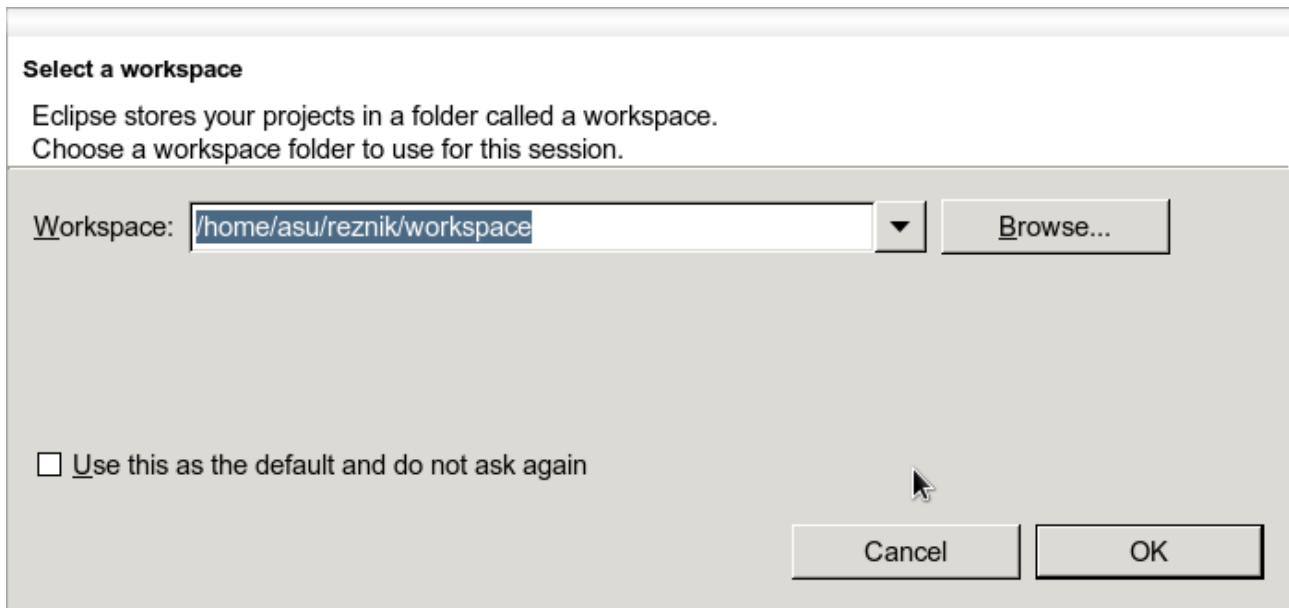 Select a workspace
Eclipse stores your projects in a folder called a workspace.
Choose a workspace folder to use for this session.
Workspace: /home/asu/reznik/workspace Browse...
Use this as the default and do not ask again
Cancel OK